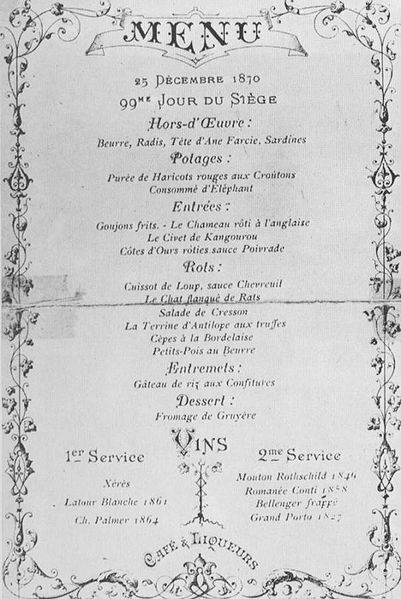 MENU
25 DÉCEMBRE 1870
99ME JOUR DU SIÈGE
Hors-d'Œuvre :
Beurre, Radis, Tête d'Ane Farcie, Sardines
Potages :
Purée de Haricots rouges aux Croûtons
Consommé d'Eléphant
Entrées :
Goujons frits. - Le Chameau rôti à l'anglaise
Le Civet de Kangourou
Côtes d'Ours rôties sauce Poivrade
Rots :
Cuissot de Loup, sauce Chevreuil
Le Chat flanqué de Rats
Salade de Cresson
La Terrine d'Antilope aux truffes
Cèpes à la Bordelaise
Petits-Pois au Beurre
Entremets :
Gâteau de riz aux Confitures
Dessert :
Fromage de Gruyère
VINS
1er Service
Xérès
Latour Blanche 1861
Ch. Palmer 1864
2me Service
Mouton Rothschild 1846
Romanée Conti 1858
Bellenger frappé
Grand Porto 1827
CAFÉ & LIQUEURS